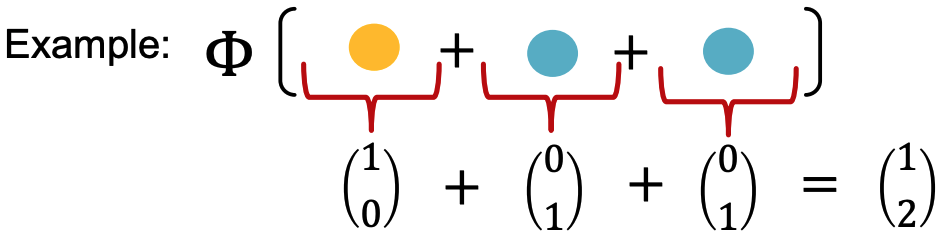 Example: Φ ( + + )
(1 0) + (0 1) + (0 1) = (1 2)